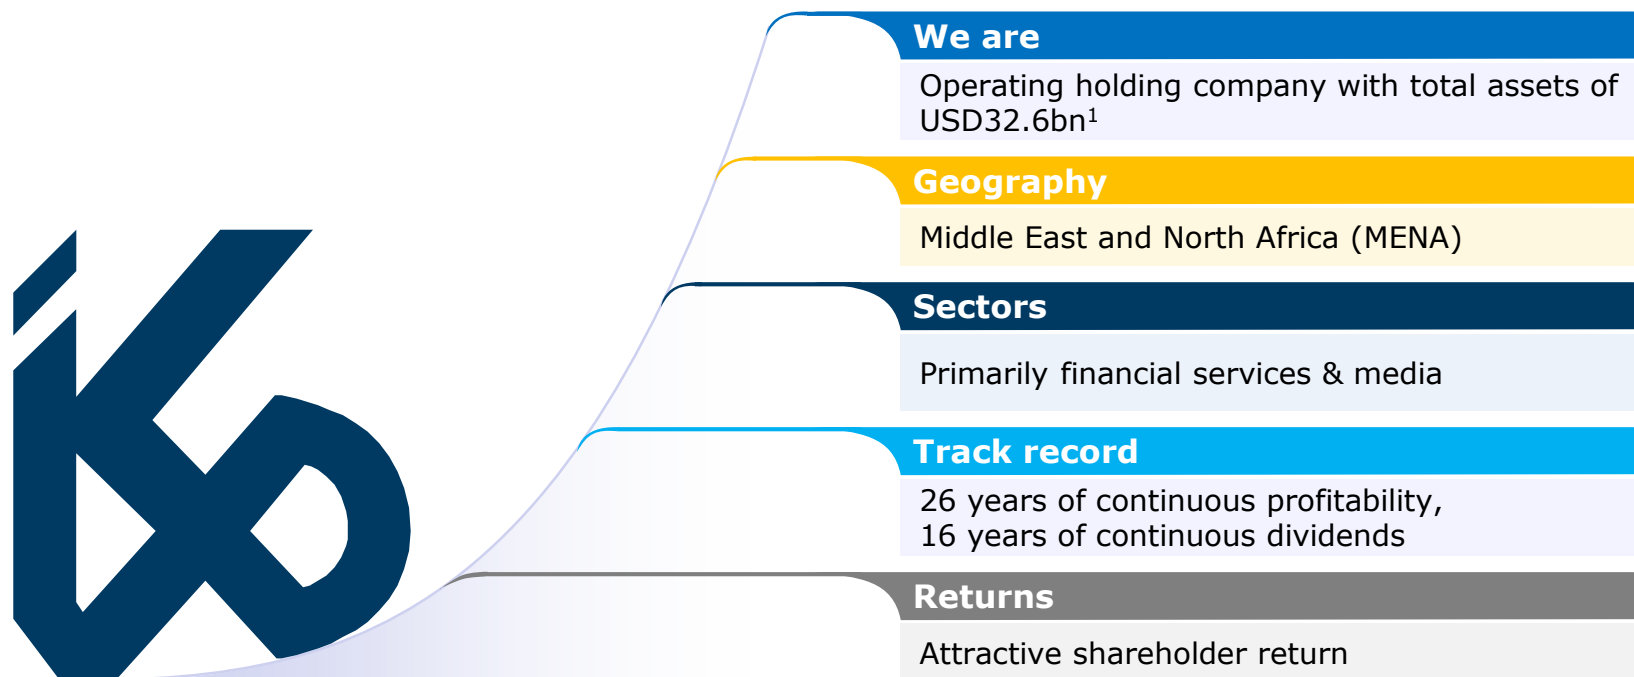 We are
Operating holding company with total assets of
USD32.6bn¹
Geography
Middle East and North Africa (MENA)
Sectors
Primarily financial services & media
Track record
26 years of continuous profitability,
16 years of continuous dividends
Returns
Attractive shareholder return